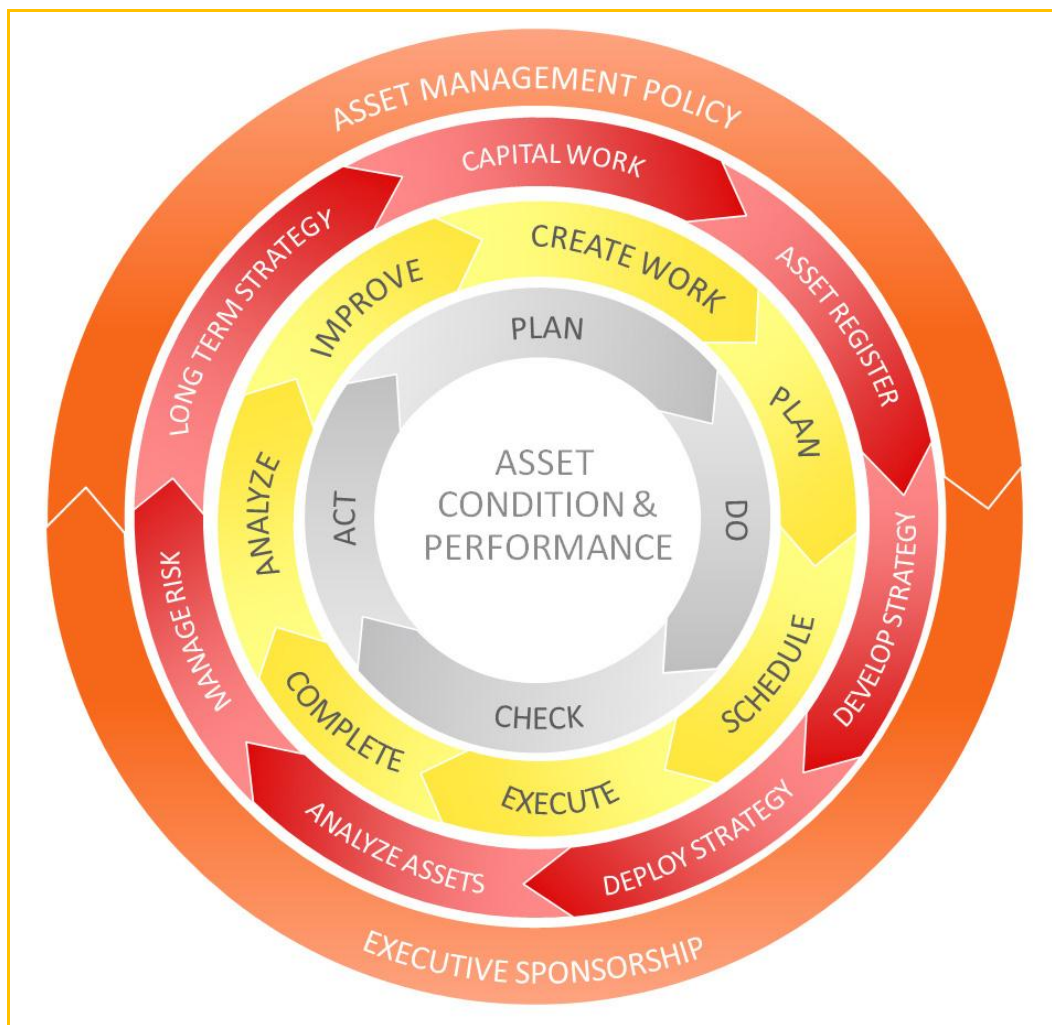 ASSET MANAGEMENT POLICY
CAPITAL WORK
ASSET REGISTER
DEVELOP STRATEGY
DEPLOY STRATEGY
ANALYZE ASSETS
MANAGE RISK
LONG TERM STRATEGY
CREATE WORK
PLAN
SCHEDULE
EXECUTE
COMPLETE
ANALYZE
IMPROVE
PLAN
DO
CHECK
ACT
ASSET
CONDITION &
PERFORMANCE
EXECUTIVE SPONSORSHIP